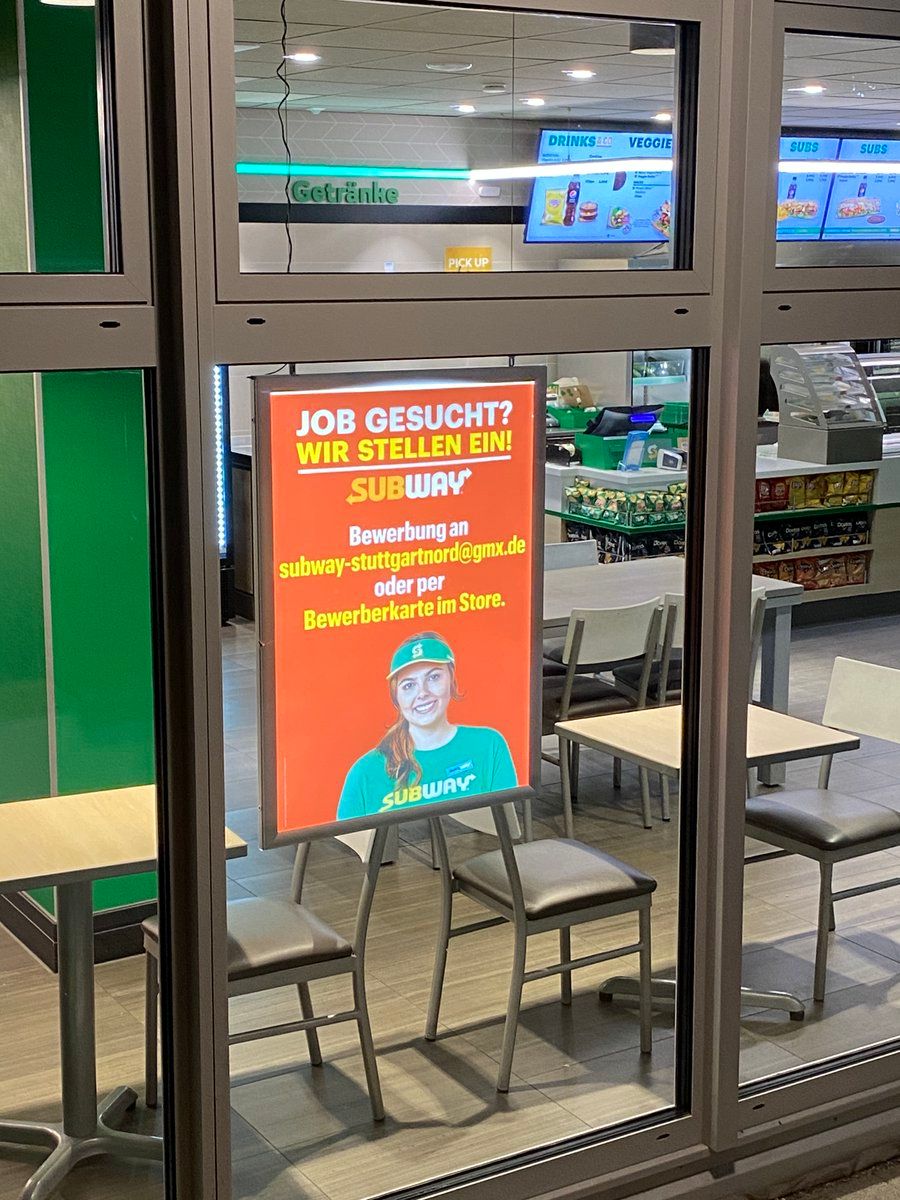 DRINKS
VEGGIE
SUBS
SUBS
Getränke
PICK UP
JOB GESUCHT?
WIR STELLEN EIN!
SUBWAY
Bewerbung an
subway-stuttgartnord@gmx.de
oder per
Bewerberkarte im Store.
SUBWAY